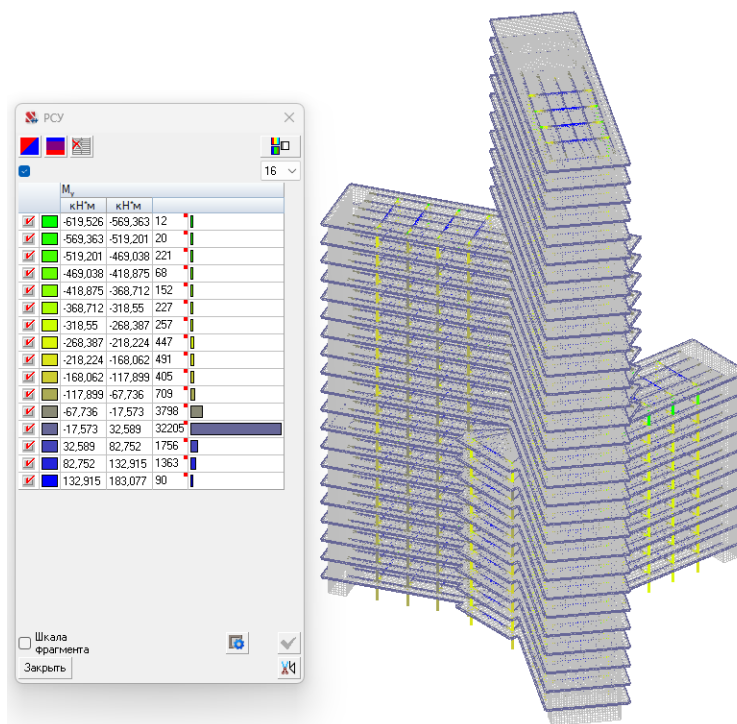 РСУ
16
Му
кН*м кН*м
-619,526 -569,363 12
-569,363 -519,201 20
-519,201 -469,038 221
-469,038 -418,875 68
-418,875 -368,712 152
-368,712 -318,55 227
-318,55 -268,387 257
-268,387 -218,224 447
-218,224 -168,062 491
-168,062 -117,899 405
-117,899 -67,736 709
-67,736 -17,573 3798
-17,573 32,589 32205
32,589 82,752 1756
82,752 132,915 1363
132,915 183,077 90
Шкала
фрагмента
Закрыть